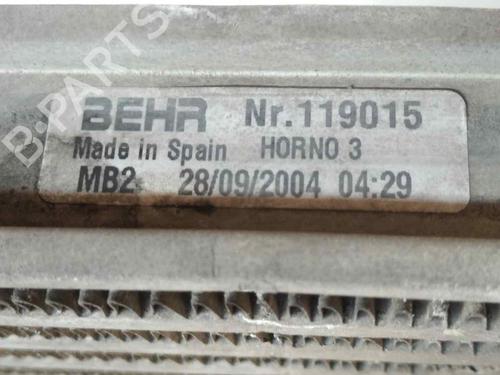 BEHR Nr.119015
Made in Spain HORNO 3
MB2 28/09/2004 04:29
B-PARTS